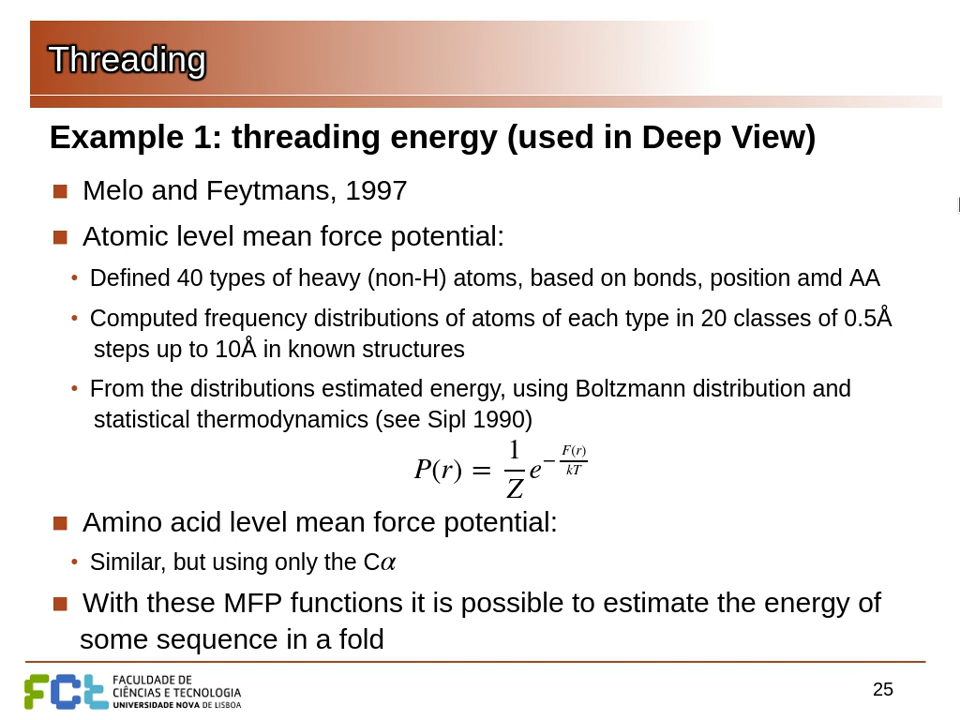 Threading
Example 1: threading energy (used in Deep View)
■ Melo and Feytmans, 1997
■ Atomic level mean force potential:
• Defined 40 types of heavy (non-H) atoms, based on bonds, position amd AA
• Computed frequency distributions of atoms of each type in 20 classes of 0.5Å
steps up to 10Å in known structures
• From the distributions estimated energy, using Boltzmann distribution and
statistical thermodynamics (see Sipl 1990)
P(r) = 1/Z e^(−F(r)/kT)
■ Amino acid level mean force potential:
• Similar, but using only the Cα
■ With these MFP functions it is possible to estimate the energy of
some sequence in a fold
FCT FACULDADE DE
CIÊNCIAS E TECNOLOGIA
UNIVERSIDADE NOVA DE LISBOA
25